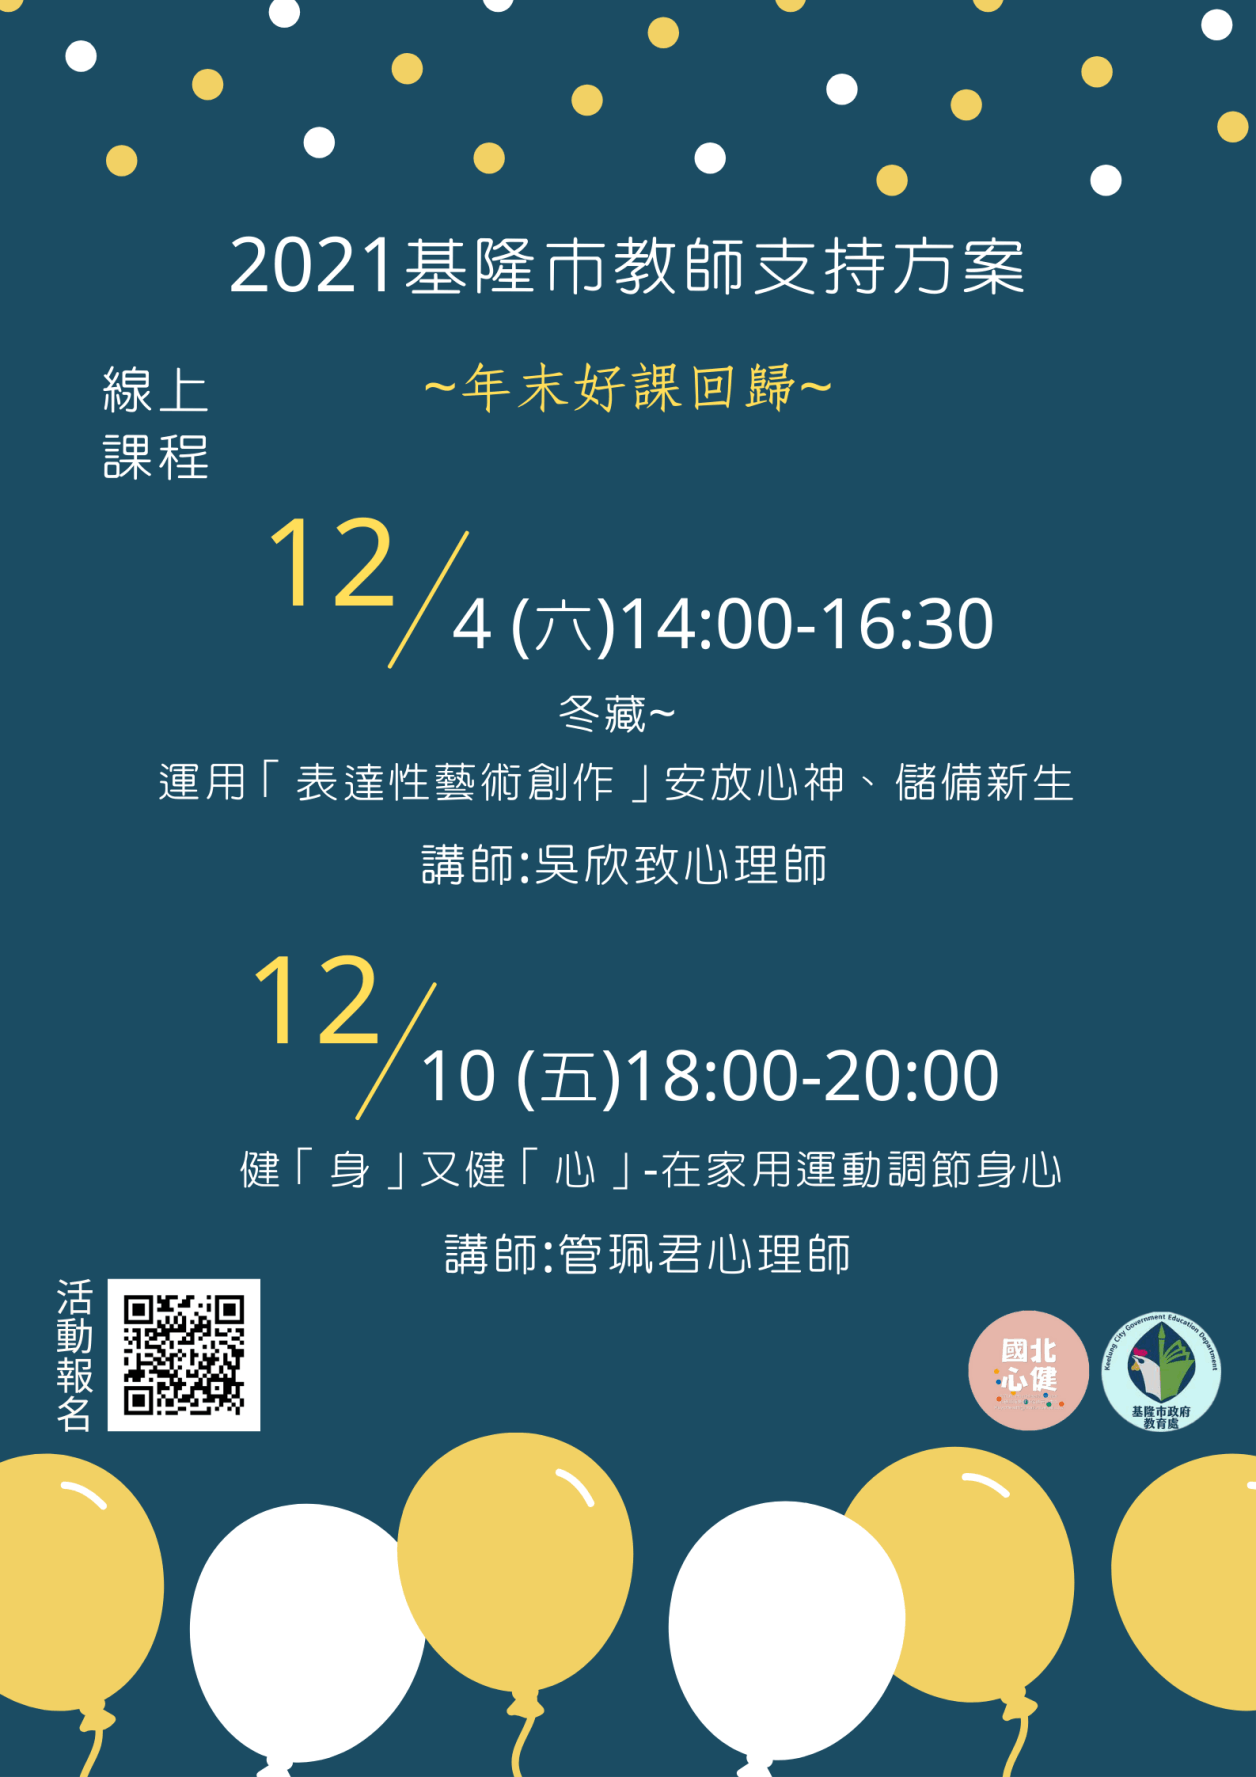 2021基隆市教師支持方案
~年末好課回歸~
線上
課程
12/4 (六)14:00-16:30
冬藏~
運用「表達性藝術創作」安放心神、儲備新生
講師:吳欣致心理師
12/10 (五)18:00-20:00
健「身」又健「心」-在家用運動調節身心
講師:管珮君心理師
活動報名
國北
心健
Keelung City Government Education Department
基隆市政府
教育處